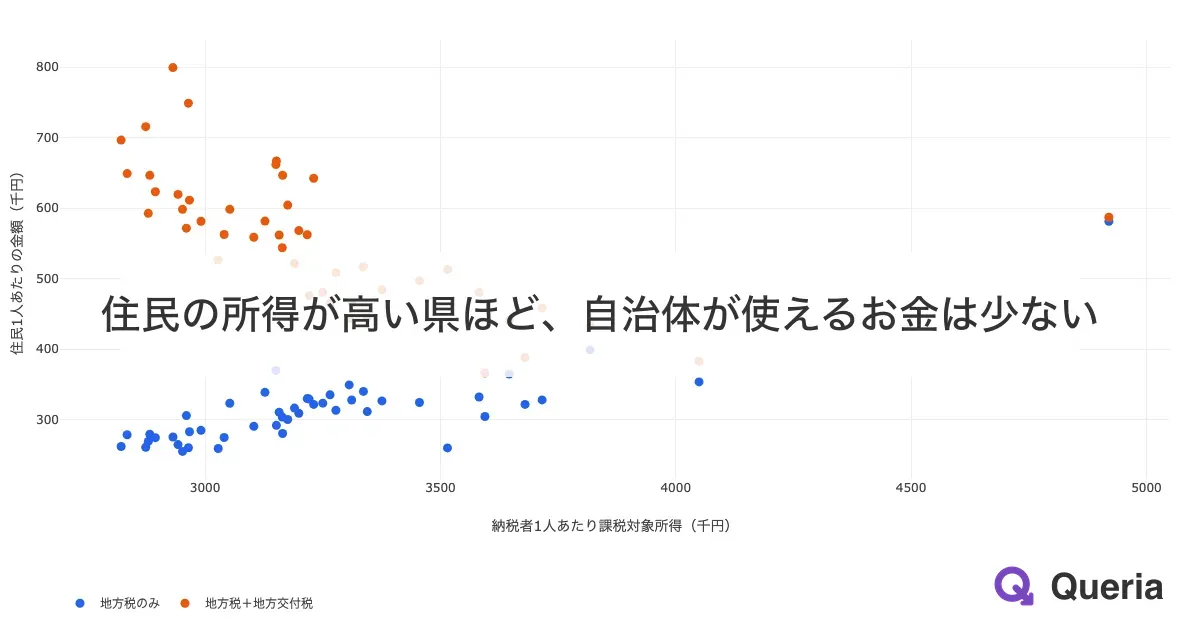 800
700
600
500
400
300
住民1人あたりの金額（千円）
住民の所得が高い県ほど、自治体が使えるお金は少ない
3000
3500
4000
4500
5000
納税者1人あたり課税対象所得（千円）
地方税のみ
地方税＋地方交付税
Queria